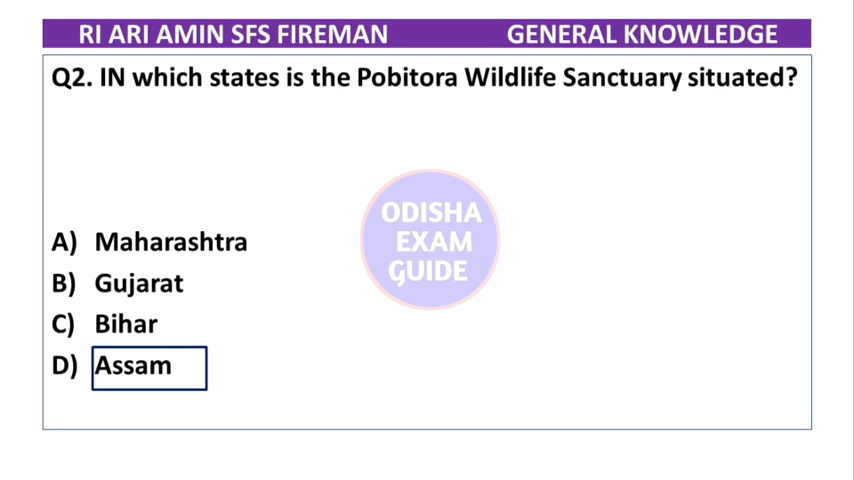 RI ARI AMIN SFS FIREMAN GENERAL KNOWLEDGE
Q2. IN which states is the Pobitora Wildlife Sanctuary situated?
ODISHA
EXAM
GUIDE
A) Maharashtra
B) Gujarat
C) Bihar
D) Assam